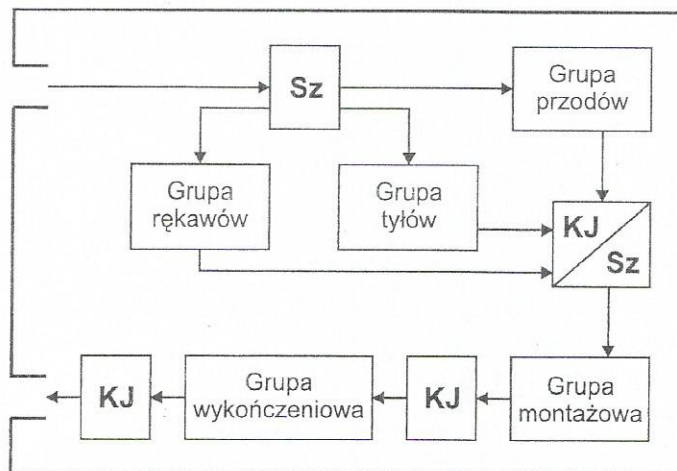 Sz
Grupa
przodów
Grupa
rękawów
Grupa
tyłów
KJ
Sz
KJ
Grupa
wykończeniowa
KJ
Grupa
montażowa